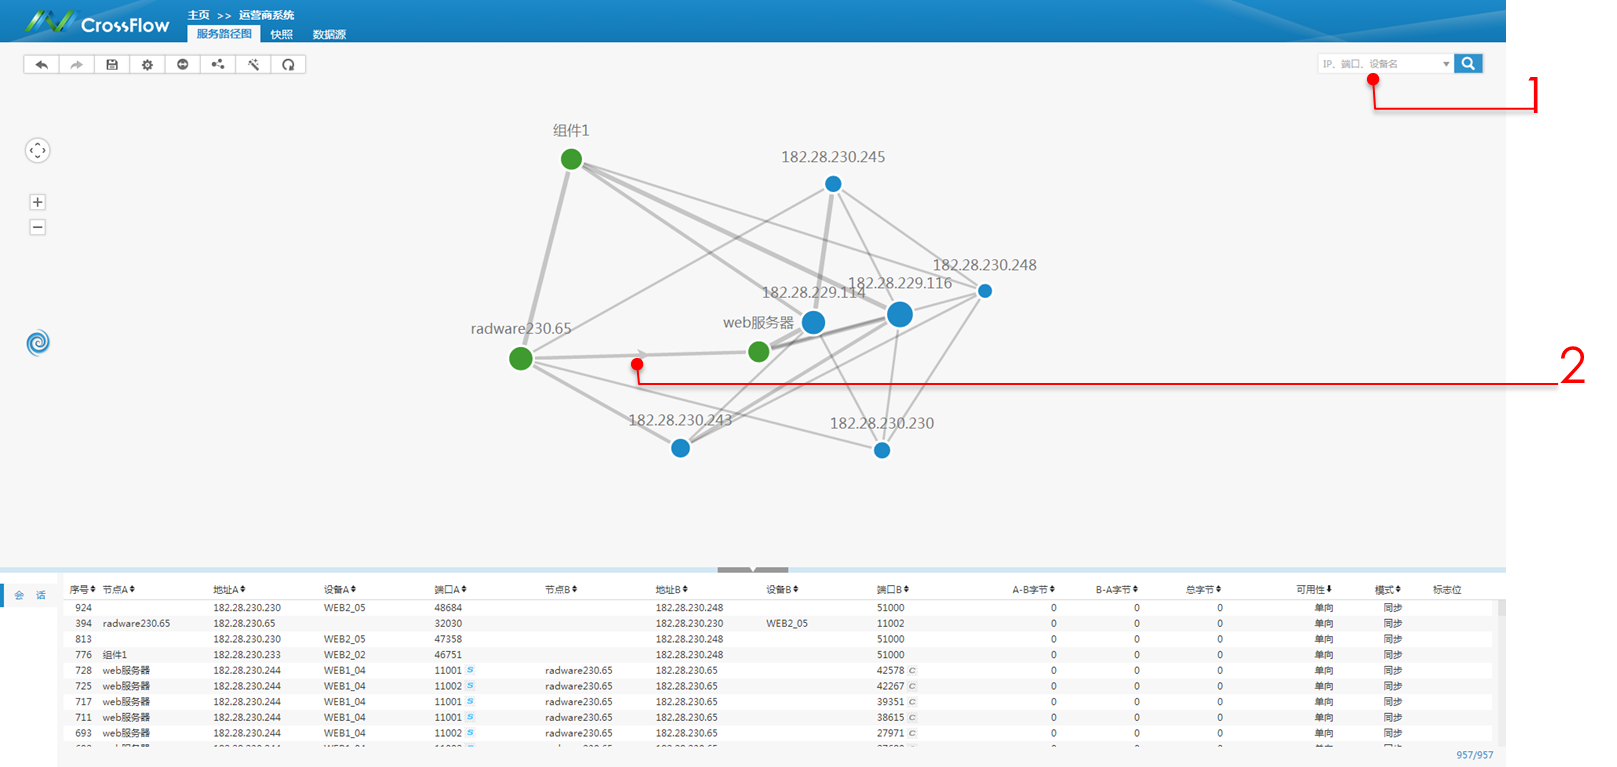 CrossFlow 主页 >> 运营商系统
服务路径图 快照 数据源
IP、端口、设备名
1
组件1
182.28.230.245
182.28.230.248
182.28.229.116
182.28.229.114
web服务器
radware230.65
2
182.28.230.243
182.28.230.230
会 话
序号 节点A 地址A 设备A 端口A 节点B 地址B 设备B 端口B A-B字节 B-A字节 总字节 可用性 模式 标志位
924 182.28.230.230 WEB2_05 48684 182.28.230.248 51000 0 0 0 单向 同步
394 radware230.65 182.28.230.65 32030 182.28.230.230 WEB2_05 11002 0 0 0 单向 同步
813 182.28.230.230 WEB2_05 47358 182.28.230.248 51000 0 0 0 单向 同步
776 组件1 182.28.230.233 WEB2_02 46751 182.28.230.248 51000 0 0 0 单向 同步
728 web服务器 182.28.230.244 WEB1_04 11001 S radware230.65 182.28.230.65 42578 C 0 0 0 单向 同步
725 web服务器 182.28.230.244 WEB1_04 11002 S radware230.65 182.28.230.65 42267 C 0 0 0 单向 同步
717 web服务器 182.28.230.244 WEB1_04 11001 S radware230.65 182.28.230.65 39351 C 0 0 0 单向 同步
711 web服务器 182.28.230.244 WEB1_04 11001 S radware230.65 182.28.230.65 38615 C 0 0 0 单向 同步
693 web服务器 182.28.230.244 WEB1_04 11002 S radware230.65 182.28.230.65 27971 C 0 0 0 单向 同步
957/957